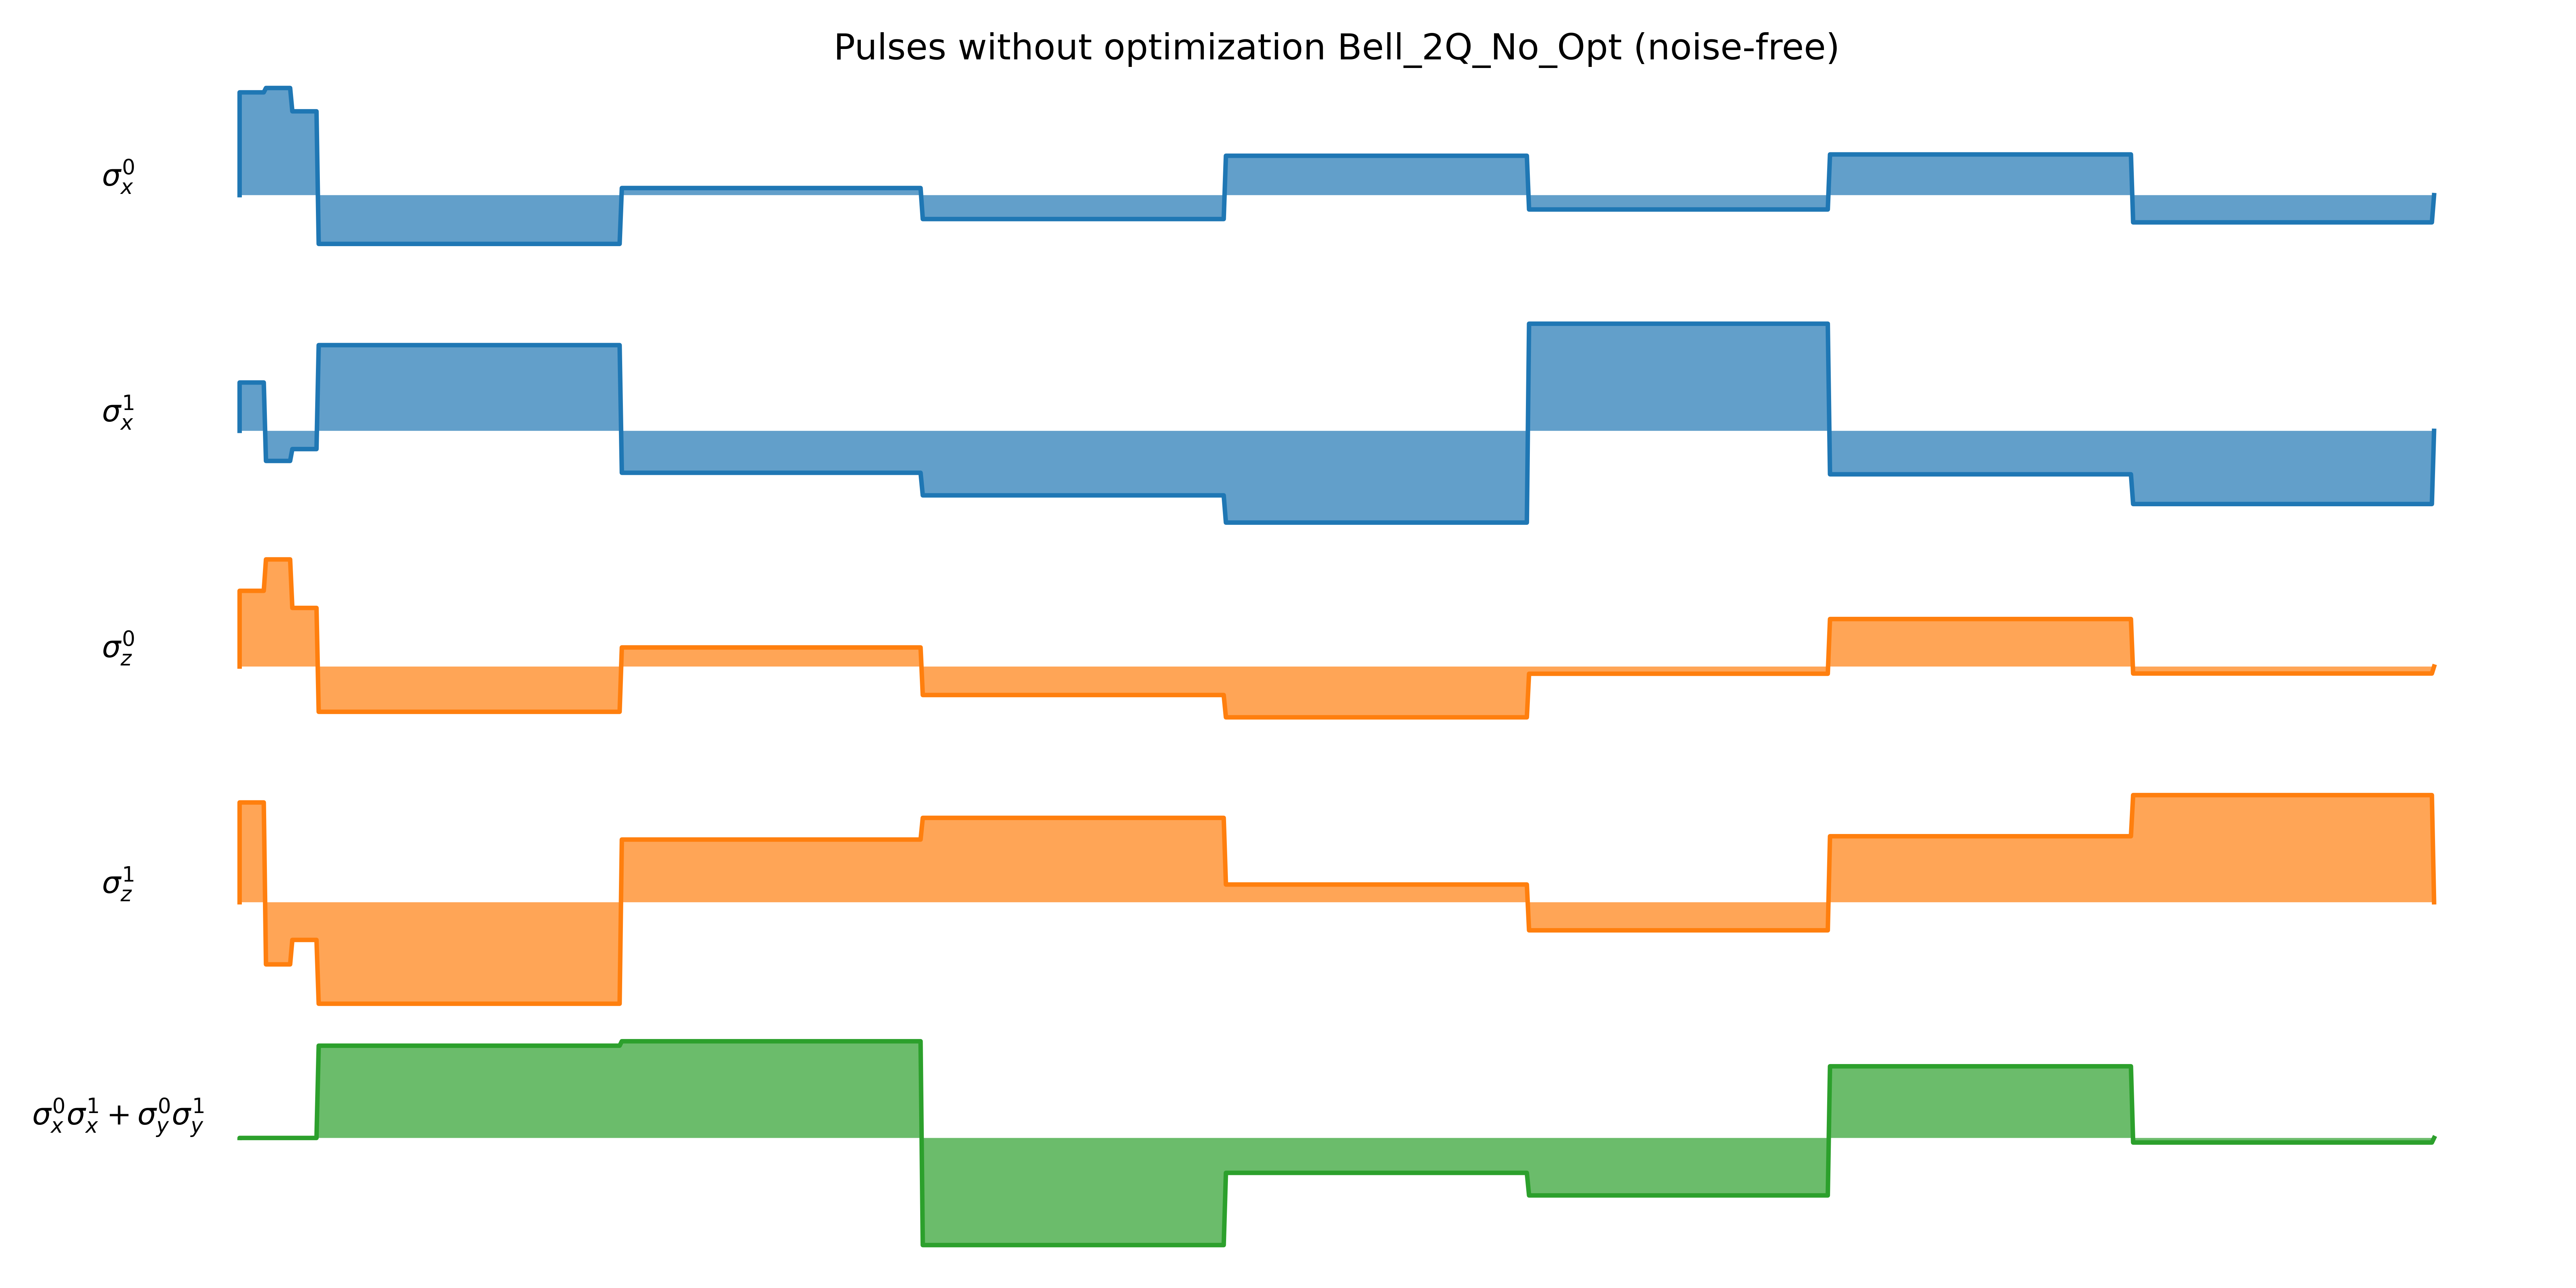 Pulses without optimization Bell_2Q_No_Opt (noise-free)
σ_x^0
σ_x^1
σ_z^0
σ_z^1
σ_x^0σ_x^1 + σ_y^0σ_y^1